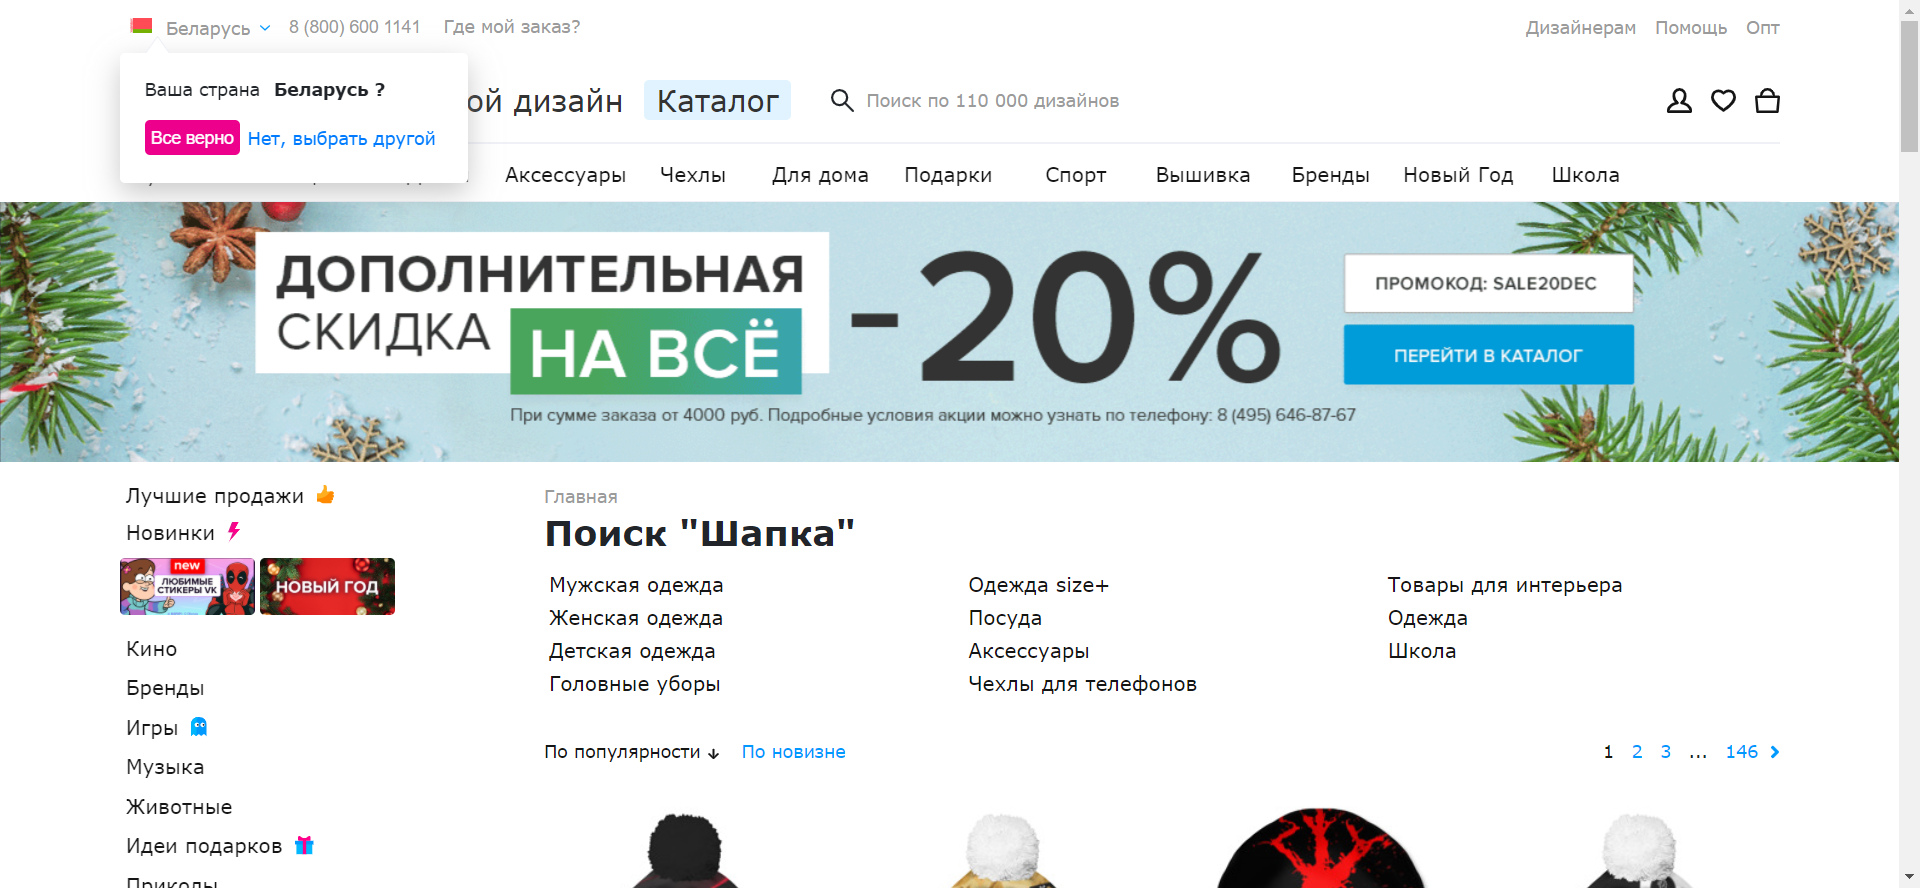 Беларусь
8 (800) 600 1141
Где мой заказ?
Дизайнерам
Помощь
Опт
Ваша страна Беларусь ?
Все верно
Нет, выбрать другой
дизайн
Каталог
Поиск по 110 000 дизайнов
Аксессуары
Чехлы
Для дома
Подарки
Спорт
Вышивка
Бренды
Новый Год
Школа
ДОПОЛНИТЕЛЬНАЯ
СКИДКА
НА ВСЁ
-20%
ПРОМОКОД: SALE20DEC
ПЕРЕЙТИ В КАТАЛОГ
При сумме заказа от 4000 руб. Подробные условия акции можно узнать по телефону: 8 (495) 646-87-67
Лучшие продажи
Новинки
new
ЛЮБИМЫЕ
СТИКЕРЫ VK
НОВЫЙ ГОД
Кино
Бренды
Игры
Музыка
Животные
Идеи подарков
Приколы
Главная
Поиск "Шапка"
Мужская одежда
Женская одежда
Детская одежда
Головные уборы
Одежда size+
Посуда
Аксессуары
Чехлы для телефонов
Товары для интерьера
Одежда
Школа
По популярности
По новизне
1 2 3 ... 146